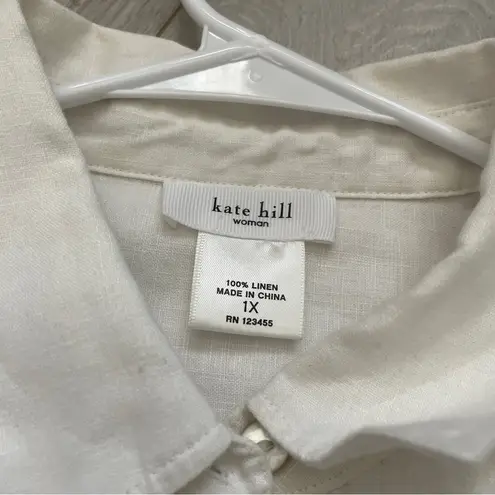 kate hill
woman
100% LINEN
MADE IN CHINA
1X
RN 123455